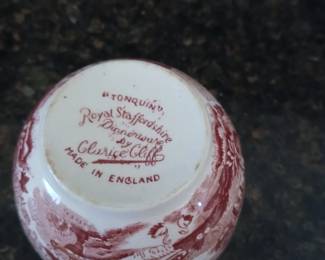 "TONQUIN"
Royal Staffordshire
Dinnerware
by
Clarice Cliff
MADE IN ENGLAND